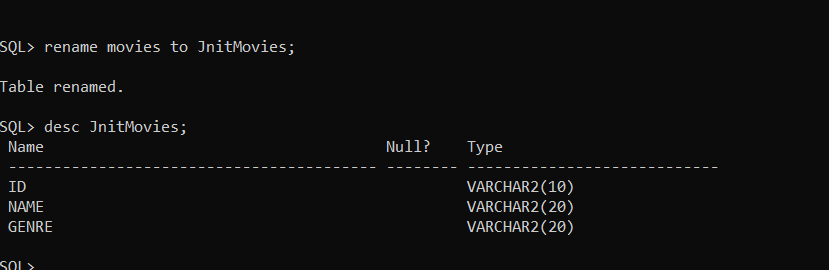 SQL> rename movies to JnitMovies;
Table renamed.
SQL> desc JnitMovies;
Name Null? Type
----------------------------------------- -------- ----------------------------
ID VARCHAR2(10)
NAME VARCHAR2(20)
GENRE VARCHAR2(20)
SQL>